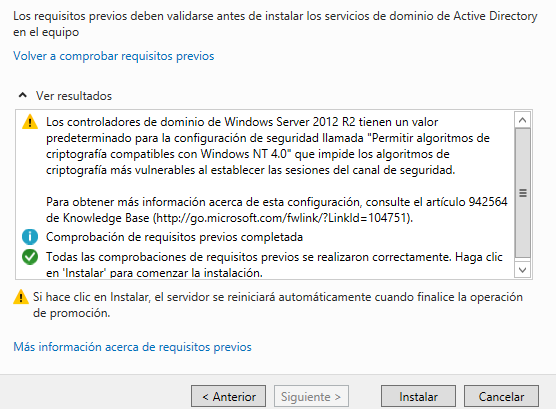 Los requisitos previos deben validarse antes de instalar los servicios de dominio de Active Directory
en el equipo
Volver a comprobar requisitos previos
Ver resultados
Los controladores de dominio de Windows Server 2012 R2 tienen un valor
predeterminado para la configuración de seguridad llamada "Permitir algoritmos de
criptografía compatibles con Windows NT 4.0" que impide los algoritmos de
criptografía más vulnerables al establecer las sesiones del canal de seguridad.
Para obtener más información acerca de esta configuración, consulte el artículo 942564
de Knowledge Base (http://go.microsoft.com/fwlink/?LinkId=104751).
Comprobación de requisitos previos completada
Todas las comprobaciones de requisitos previos se realizaron correctamente. Haga clic
en 'Instalar' para comenzar la instalación.
Si hace clic en Instalar, el servidor se reiniciará automáticamente cuando finalice la operación
de promoción.
Más información acerca de requisitos previos
< Anterior
Siguiente >
Instalar
Cancelar